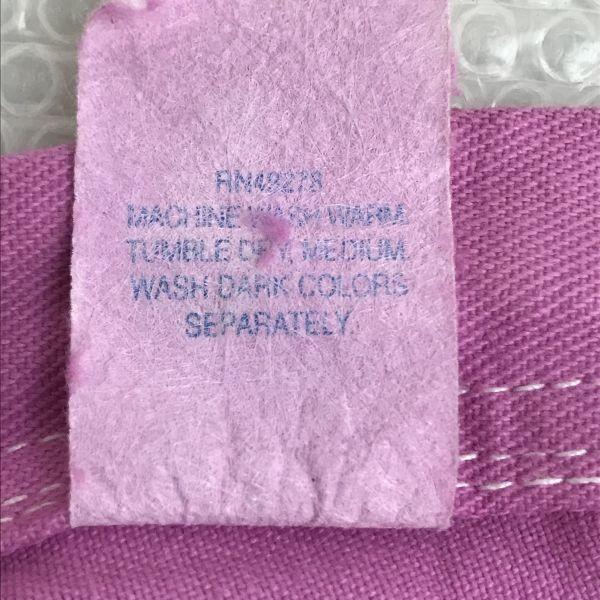 RN49278
MACHINE WASH WARM.
TUMBLE DRY, MEDIUM.
WASH DARK COLORS
SEPARATELY.